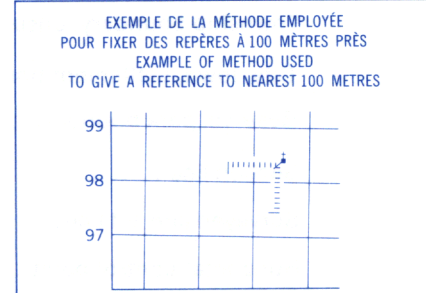 EXEMPLE DE LA MÉTHODE EMPLOYÉE
POUR FIXER DES REPÈRES À 100 MÈTRES PRÈS
EXAMPLE OF METHOD USED
TO GIVE A REFERENCE TO NEAREST 100 METRES
99
98
97